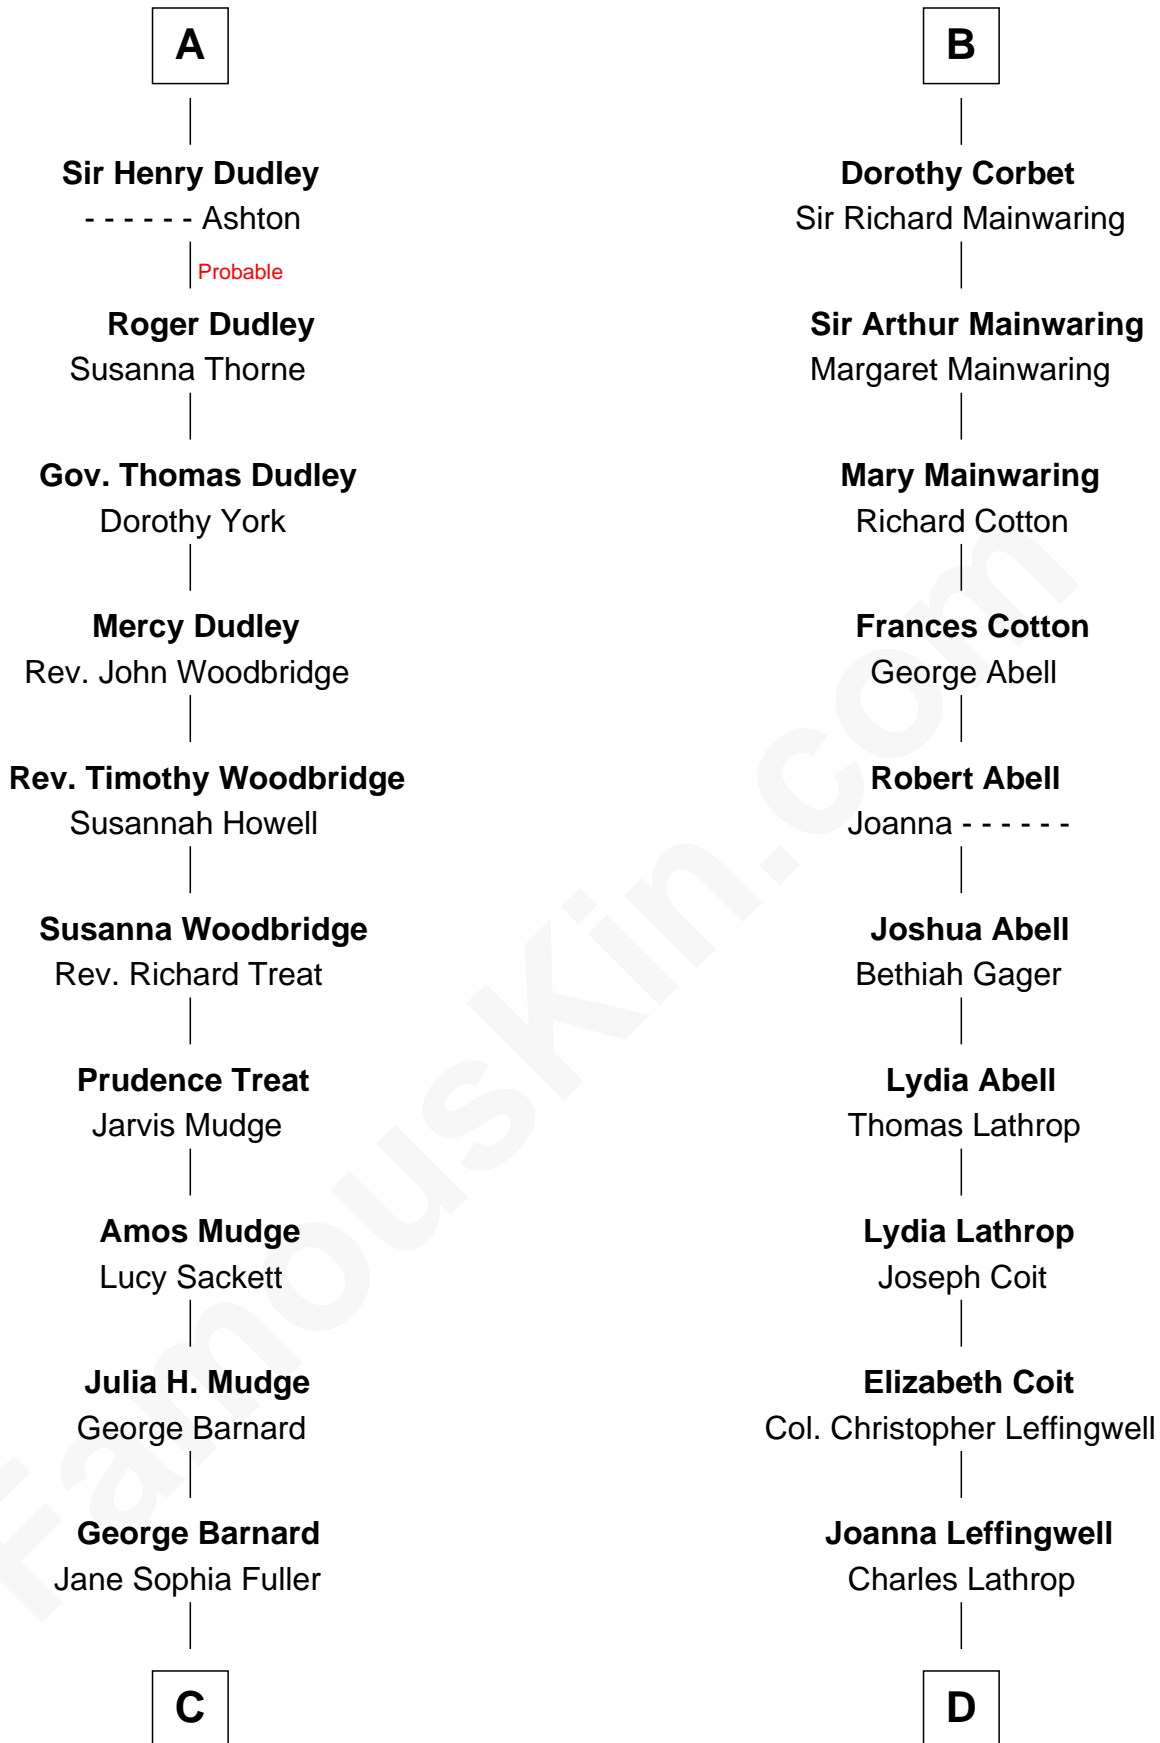 A
Sir Henry Dudley
- - - - - - Ashton
Probable
Roger Dudley
Susanna Thorne
Gov. Thomas Dudley
Dorothy York
Mercy Dudley
Rev. John Woodbridge
Rev. Timothy Woodbridge
Susannah Howell
Susanna Woodbridge
Rev. Richard Treat
Prudence Treat
Jarvis Mudge
Amos Mudge
Lucy Sackett
Julia H. Mudge
George Barnard
George Barnard
Jane Sophia Fuller
C
B
Dorothy Corbet
Sir Richard Mainwaring
Sir Arthur Mainwaring
Margaret Mainwaring
Mary Mainwaring
Richard Cotton
Frances Cotton
George Abell
Robert Abell
Joanna - - - - - -
Joshua Abell
Bethiah Gager
Lydia Abell
Thomas Lathrop
Lydia Lathrop
Joseph Coit
Elizabeth Coit
Col. Christopher Leffingwell
Joanna Leffingwell
Charles Lathrop
D
FamousKin.com